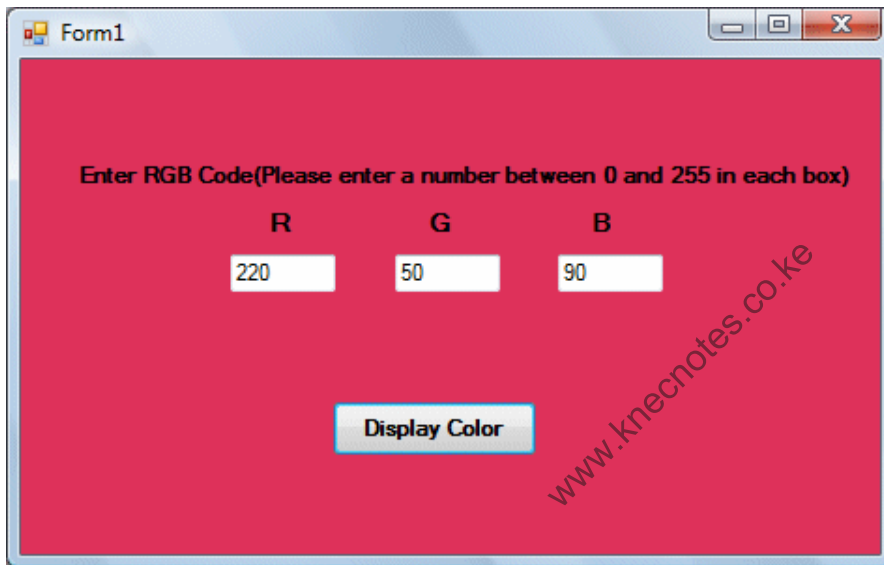 Form1
Enter RGB Code(Please enter a number between 0 and 255 in each box)
R G B
220 50 90
Display Color
www.knecnotes.co.ke